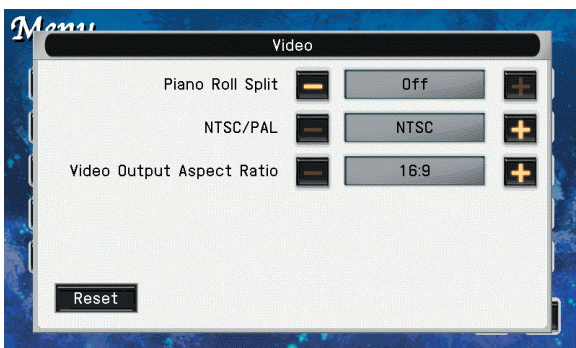 Menu
Video
Piano Roll Split Off
NTSC/PAL NTSC
Video Output Aspect Ratio 16:9
Reset